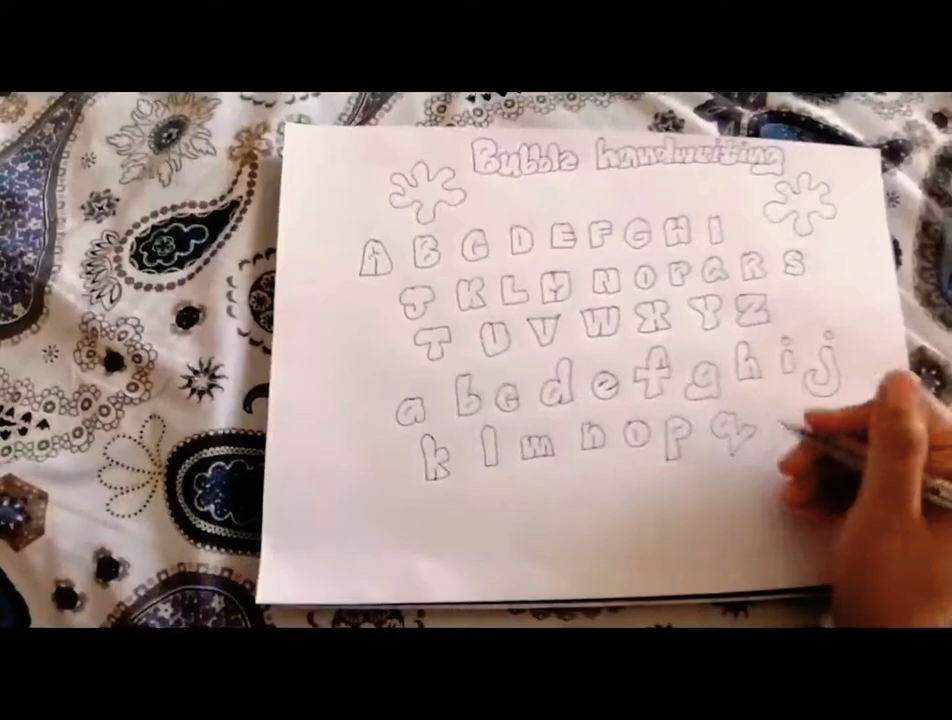 Bubble handwriting
A B C D E F G H I
J K L M N O P Q R S
T U V W X Y Z
a b c d e f g h i j
k l m n o p q